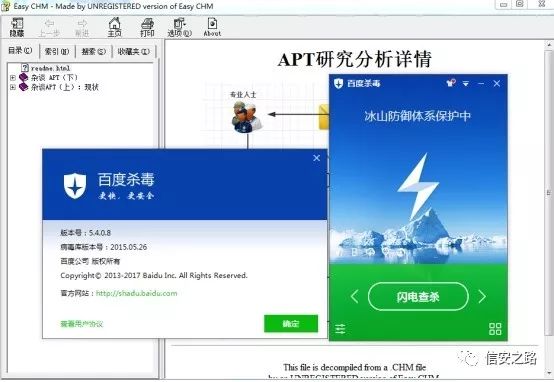 Easy CHM - Made by UNREGISTERED version of Easy CHM
隐藏 上一步 前进 主页 打印 选项(O) About
目录(C) 索引(N) 搜索(S) 收藏夹(I)
readme.html
杂谈 APT（下）
杂谈APT（上）：现状
APT研究分析详情
专业人士
百度杀毒
冰山防御体系保护中
闪电查杀
百度杀毒
更快，更安全
版本号：5.4.0.8
病毒库版本号：2015.05.26
百度公司 版权所有
Copyright© 2013-2017 Baidu Inc. All Rights Reserved.
官方网站：http://shadu.baidu.com
查看用户协议
确定
This file is decompiled from a .CHM file
by an UNREGISTERED version of Easy CHM
信安之路